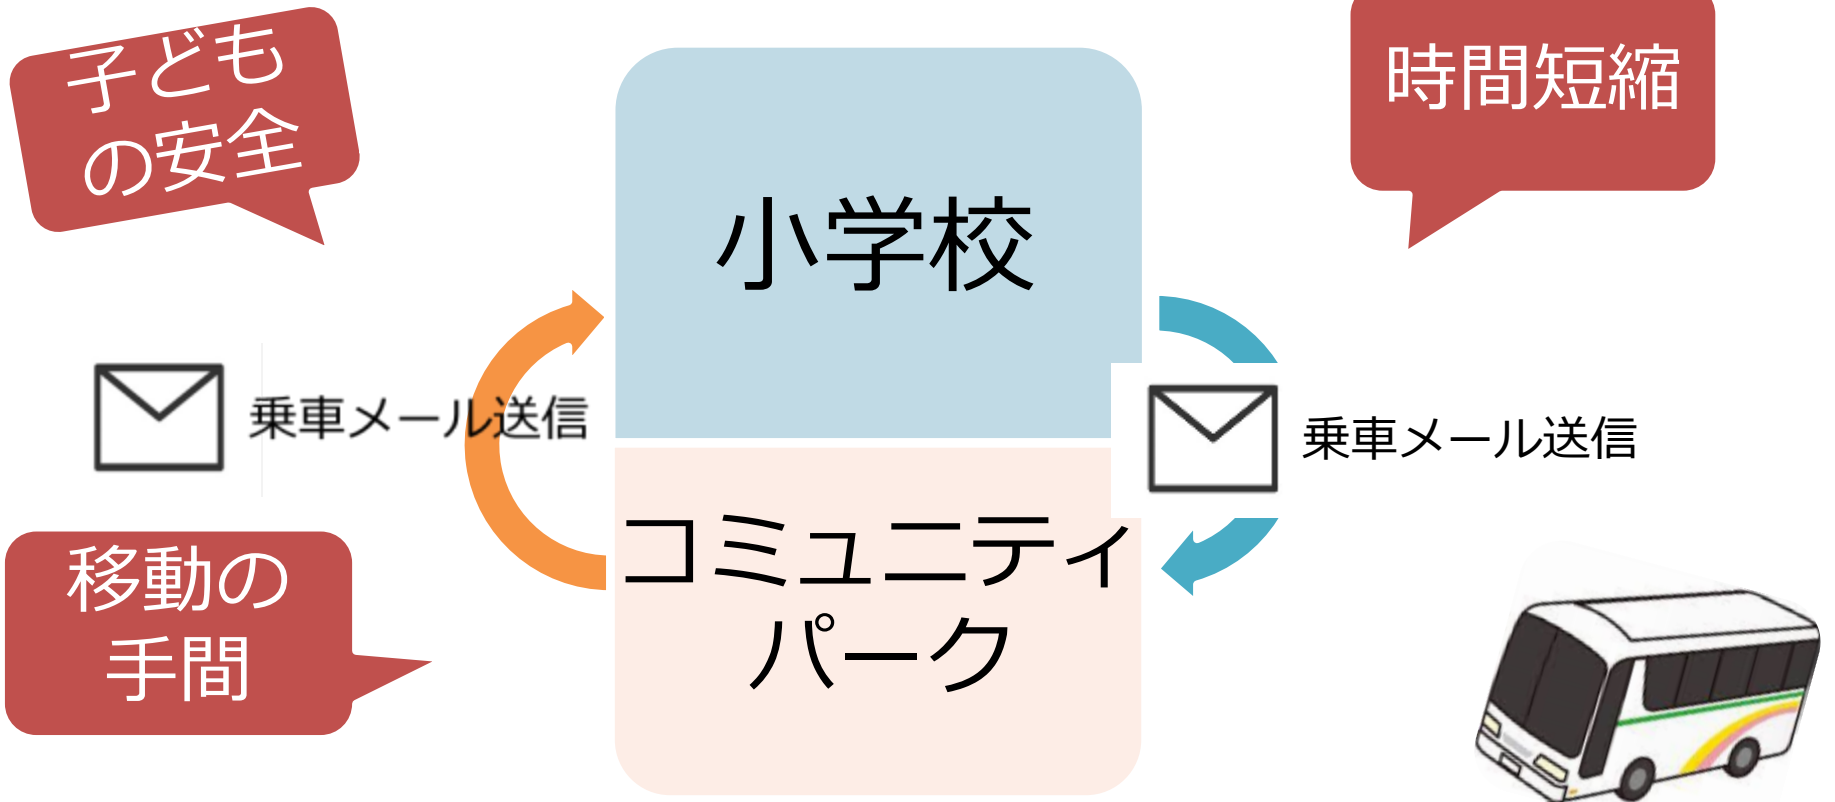 子ども
の安全
時間短縮
小学校
乗車メール送信
乗車メール送信
コミュニティ
パーク
移動の
手間